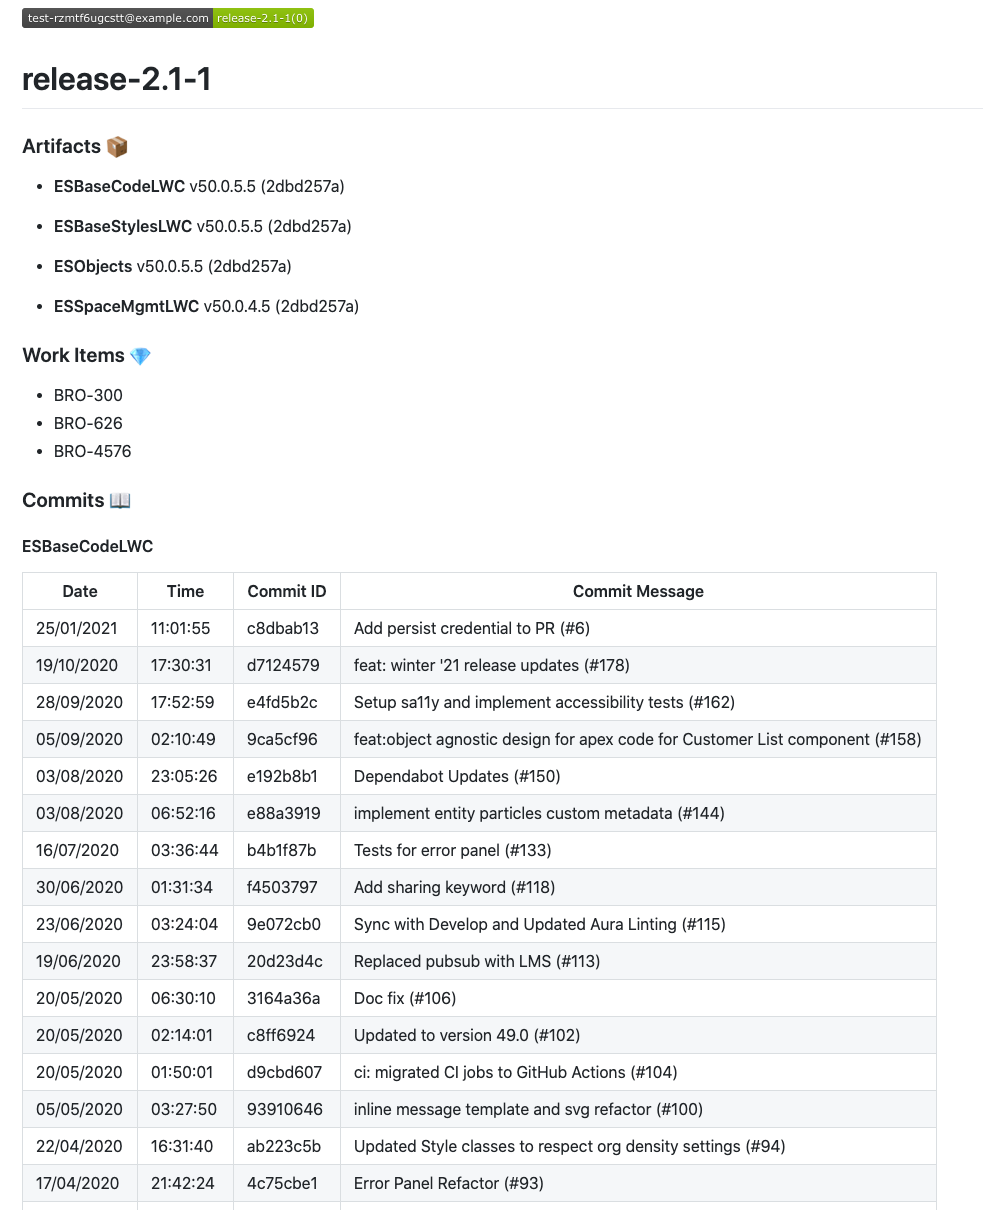 test-rzmtf6ugcstt@example.com release-2.1-1(0)
release-2.1-1
Artifacts 📦
• ESBaseCodeLWC v50.0.5.5 (2dbd257a)
• ESBaseStylesLWC v50.0.5.5 (2dbd257a)
• ESObjects v50.0.5.5 (2dbd257a)
• ESSpaceMgmtLWC v50.0.4.5 (2dbd257a)
Work Items 💎
• BRO-300
• BRO-626
• BRO-4576
Commits 📖
ESBaseCodeLWC
Date Time Commit ID Commit Message
25/01/2021 11:01:55 c8dbab13 Add persist credential to PR (#6)
19/10/2020 17:30:31 d7124579 feat: winter '21 release updates (#178)
28/09/2020 17:52:59 e4fd5b2c Setup sa11y and implement accessibility tests (#162)
05/09/2020 02:10:49 9ca5cf96 feat:object agnostic design for apex code for Customer List component (#158)
03/08/2020 23:05:26 e192b8b1 Dependabot Updates (#150)
03/08/2020 06:52:16 e88a3919 implement entity particles custom metadata (#144)
16/07/2020 03:36:44 b4b1f87b Tests for error panel (#133)
30/06/2020 01:31:34 f4503797 Add sharing keyword (#118)
23/06/2020 03:24:04 9e072cb0 Sync with Develop and Updated Aura Linting (#115)
19/06/2020 23:58:37 20d23d4c Replaced pubsub with LMS (#113)
20/05/2020 06:30:10 3164a36a Doc fix (#106)
20/05/2020 02:14:01 c8ff6924 Updated to version 49.0 (#102)
20/05/2020 01:50:01 d9cbd607 ci: migrated CI jobs to GitHub Actions (#104)
05/05/2020 03:27:50 93910646 inline message template and svg refactor (#100)
22/04/2020 16:31:40 ab223c5b Updated Style classes to respect org density settings (#94)
17/04/2020 21:42:24 4c75cbe1 Error Panel Refactor (#93)